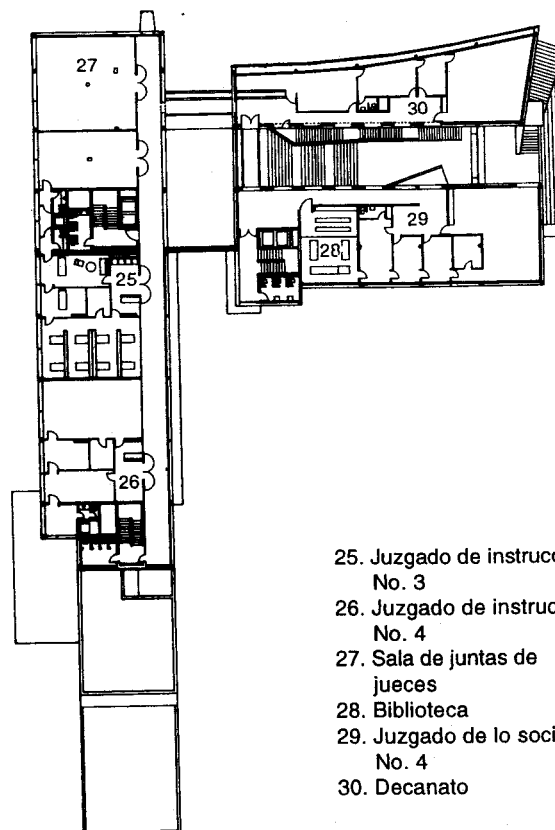 27
30
29
28
25
26
25. Juzgado de instrucc
No. 3
26. Juzgado de instruc
No. 4
27. Sala de juntas de
jueces
28. Biblioteca
29. Juzgado de lo soci
No. 4
30. Decanato